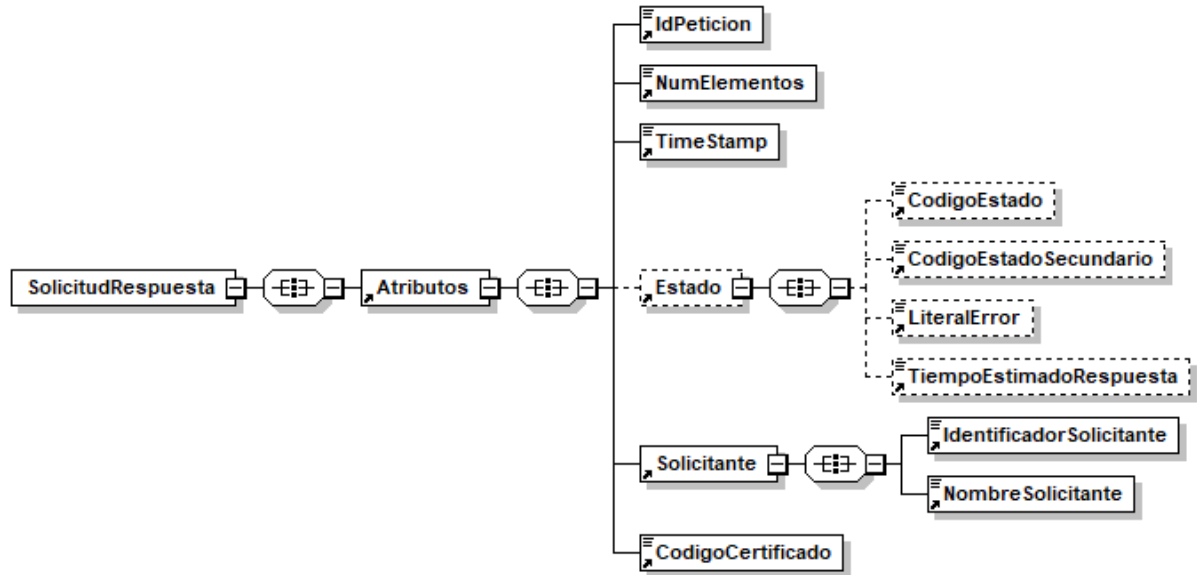 IdPeticion
NumElementos
TimeStamp
CodigoEstado
CodigoEstadoSecundario
SolicitudRespuesta
Atributos
Estado
LiteralError
TiempoEstimadoRespuesta
IdentificadorSolicitante
Solicitante
NombreSolicitante
CodigoCertificado